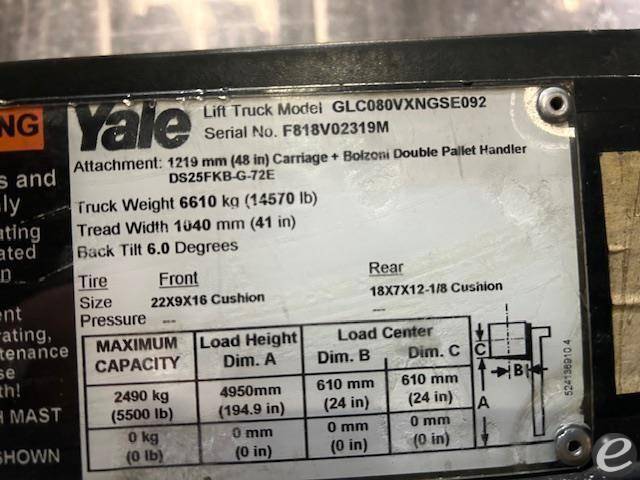 NG
s and
ly
ating
ated
n
ent
rating,
ntenance
se
th!
H MAST
SHOWN
Yale
Lift Truck Model GLC080VXNGSE092
Serial No. F818V02319M
Attachment: 1219 mm (48 in) Carriage + Bolzoni Double Pallet Handler
DS25FKB-G-72E
Truck Weight 6610 kg (14570 lb)
Tread Width 1040 mm (41 in)
Back Tilt 6.0 Degrees
Tire Front Rear
Size 22X9X16 Cushion 18X7X12-1/8 Cushion
Pressure --- ---
MAXIMUM CAPACITY Load Height Dim. A Load Center Dim. B Dim. C
2490 kg 4950mm 610 mm 610 mm
(5500 lb) (194.9 in) (24 in) (24 in)
0 kg 0 mm 0 mm 0 mm
(0 lb) (0 in) (0 in) (0 in)
C
B
A
524136910 4
e